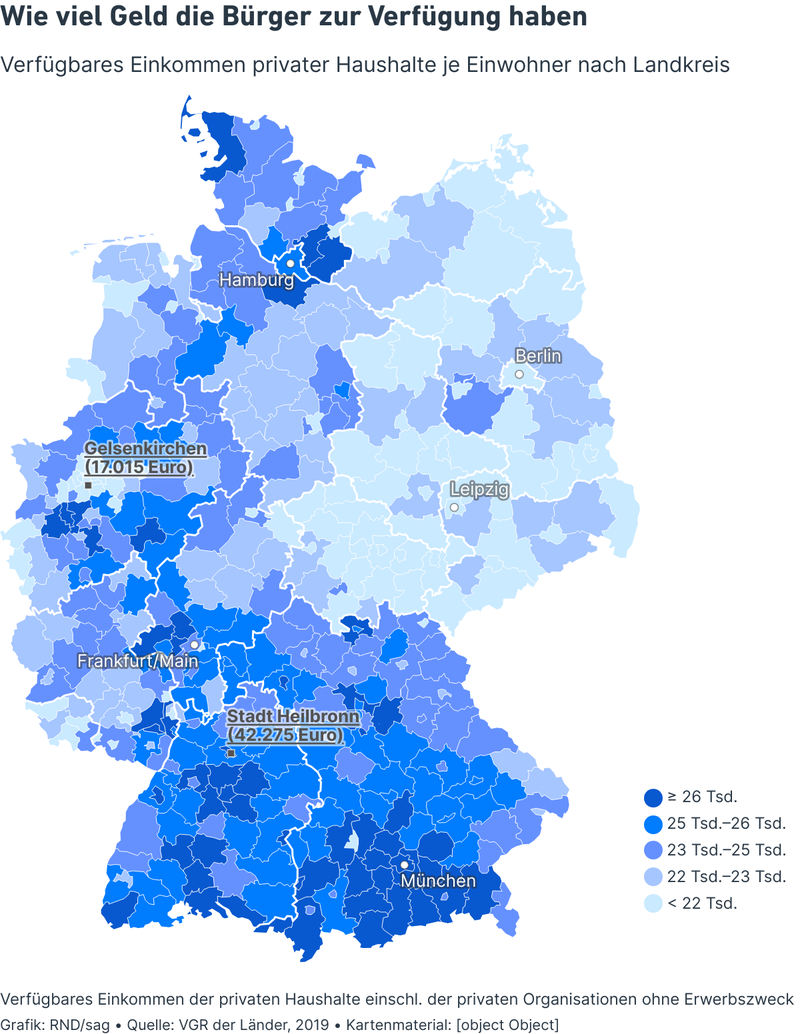 Wie viel Geld die Bürger zur Verfügung haben
Verfügbares Einkommen privater Haushalte je Einwohner nach Landkreis
Hamburg
Berlin
Gelsenkirchen
(17.015 Euro)
Leipzig
Frankfurt/Main
Stadt Heilbronn
(42.275 Euro)
≥ 26 Tsd.
25 Tsd.–26 Tsd.
23 Tsd.–25 Tsd.
München
22 Tsd.–23 Tsd.
< 22 Tsd.
Verfügbares Einkommen der privaten Haushalte einschl. der privaten Organisationen ohne Erwerbszweck
Grafik: RND/sag • Quelle: VGR der Länder, 2019 • Kartenmaterial: [object Object]